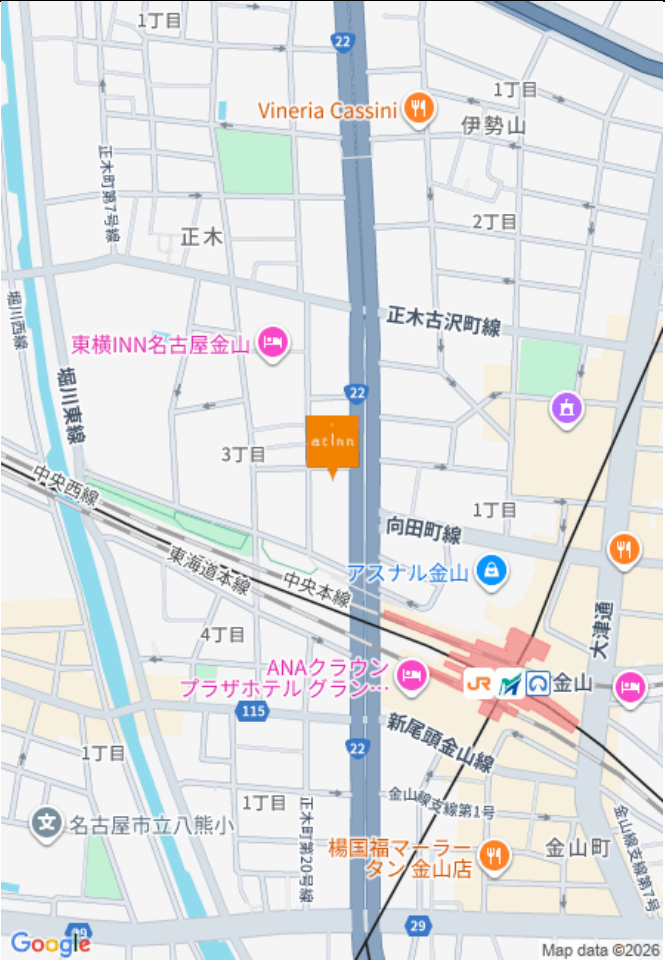 1丁目
22
1丁目
Vineria Cassini
伊勢山
正木町第7号線
2丁目
正木
堀川西線
正木古沢町線
東横INN名古屋金山
堀川東線
22
atInn
3丁目
中央西線
1丁目
向田町線
東海道本線
中央本線
アスナル金山
大津通
4丁目
ANAクラウン
プラザホテル グラン…
JR
金山
115
新尾頭金山線
22
1丁目
1丁目
正木町第20号線
金山線支線第1号
金山線支線第7号
文
名古屋市立八熊小
楊国福マーラー
タン 金山店
金山町
29
29
Google
Map data ©2026